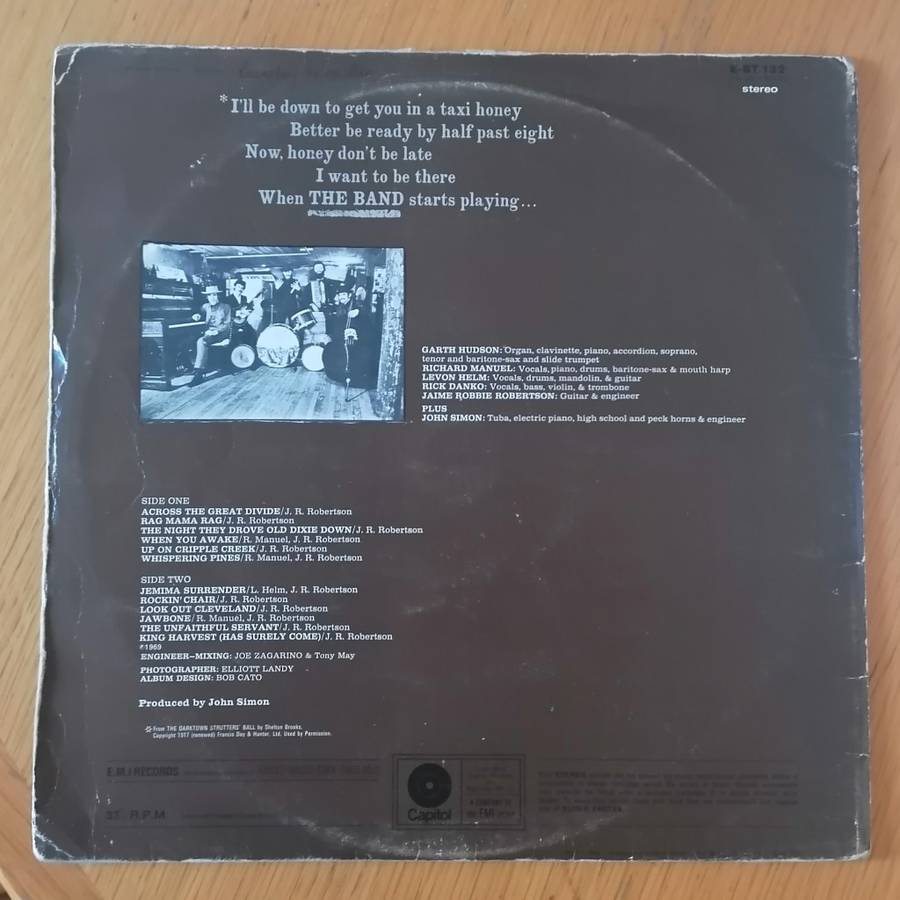 E-ST 132
stereo
*I'll be down to get you in a taxi honey
Better be ready by half past eight
Now, honey don't be late
I want to be there
When THE BAND starts playing...
GARTH HUDSON: Organ, clavinette, piano, accordion, soprano,
tenor and baritone-sax and slide trumpet
RICHARD MANUEL: Vocals, piano, drums, baritone-sax & mouth harp
LEVON HELM: Vocals, drums, mandolin, & guitar
RICK DANKO: Vocals, bass, violin, & trombone
JAIME ROBBIE ROBERTSON: Guitar & engineer
PLUS
JOHN SIMON: Tuba, electric piano, high school and peck horns & engineer
SIDE ONE
ACROSS THE GREAT DIVIDE/J. R. Robertson
RAG MAMA RAG/J. R. Robertson
THE NIGHT THEY DROVE OLD DIXIE DOWN/J. R. Robertson
WHEN YOU AWAKE/R. Manuel, J. R. Robertson
UP ON CRIPPLE CREEK/J. R. Robertson
WHISPERING PINES/R. Manuel, J. R. Robertson
SIDE TWO
JEMIMA SURRENDER/L. Helm, J. R. Robertson
ROCKIN' CHAIR/J. R. Robertson
LOOK OUT CLEVELAND/J. R. Robertson
JAWBONE/R. Manuel, J. R. Robertson
THE UNFAITHFUL SERVANT/J. R. Robertson
KING HARVEST (HAS SURELY COME)/J. R. Robertson
℗1969
ENGINEER-MIXING: JOE ZAGARINO & Tony May
PHOTOGRAPHER: ELLIOTT LANDY
ALBUM DESIGN: BOB CATO
Produced by John Simon
*From THE DARKTOWN STRUTTERS' BALL by Shelton Brooks.
Copyright 1917 (renewed) Francis Day & Hunter, Ltd. Used by Permission.
E.M.I RECORDS
33 R.P.M.
Capitol